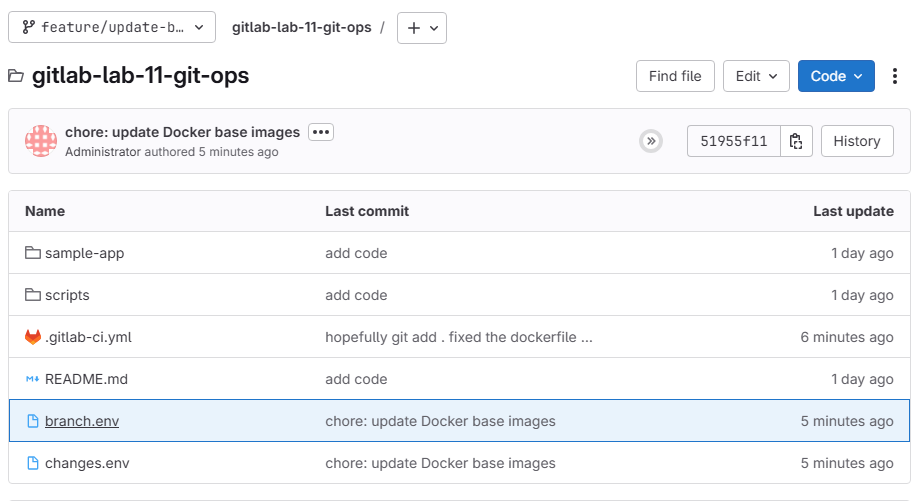 feature/update-b… gitlab-lab-11-git-ops / +
gitlab-lab-11-git-ops Find file Edit Code
chore: update Docker base images
51955f11 History
Administrator authored 5 minutes ago
Name Last commit Last update
sample-app add code 1 day ago
scripts add code 1 day ago
.gitlab-ci.yml hopefully git add . fixed the dockerfile ... 6 minutes ago
README.md add code 1 day ago
branch.env chore: update Docker base images 5 minutes ago
changes.env chore: update Docker base images 5 minutes ago